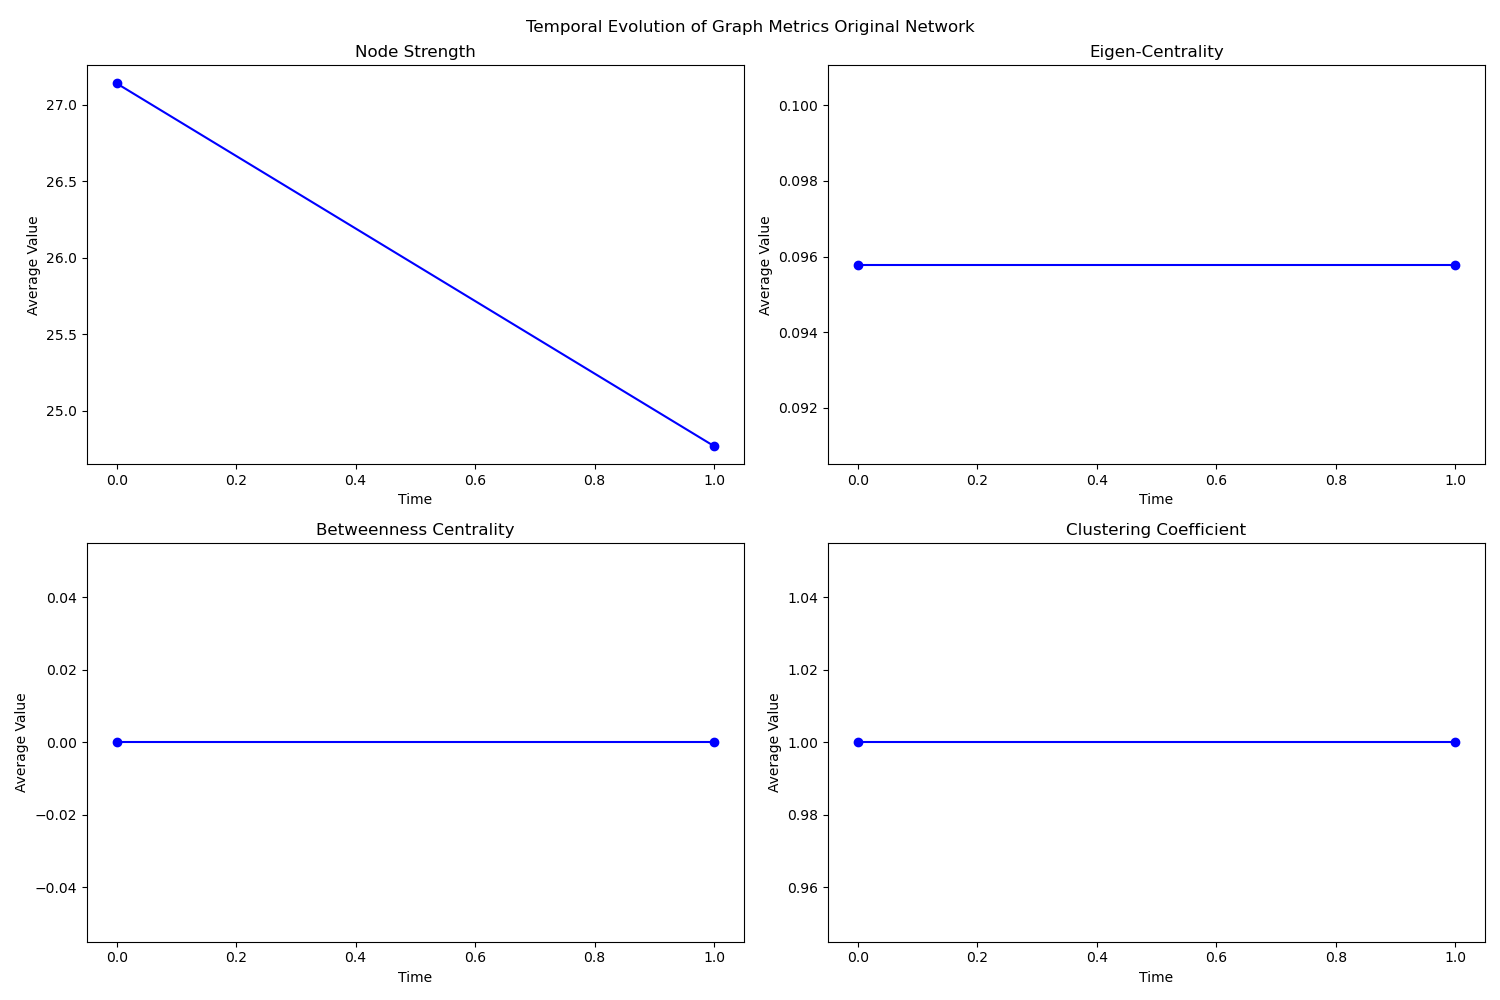 Temporal Evolution of Graph Metrics Original Network
Node Strength
27.0
26.5
26.0
25.5
25.0
Average Value
0.0 0.2 0.4 0.6 0.8 1.0
Time
Eigen-Centrality
0.100
0.098
0.096
0.094
0.092
Average Value
0.0 0.2 0.4 0.6 0.8 1.0
Time
Betweenness Centrality
0.04
0.02
0.00
−0.02
−0.04
Average Value
0.0 0.2 0.4 0.6 0.8 1.0
Time
Clustering Coefficient
1.04
1.02
1.00
0.98
0.96
Average Value
0.0 0.2 0.4 0.6 0.8 1.0
Time